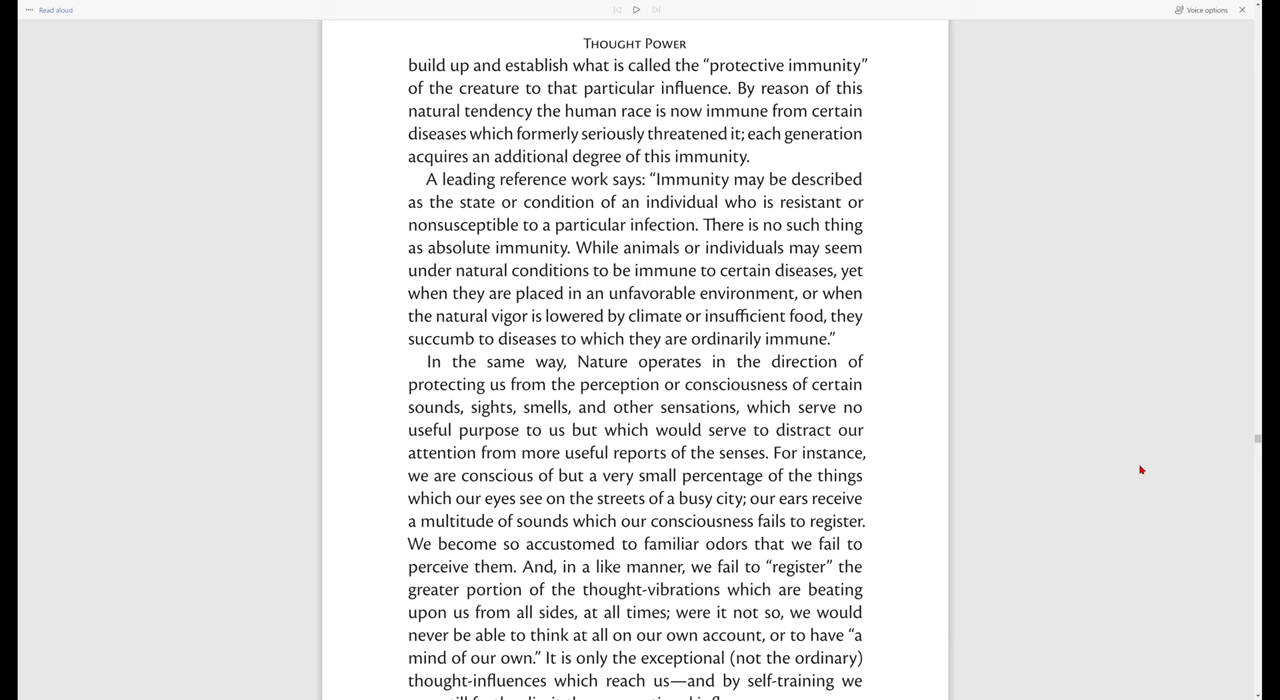 Read aloud
Voice options
THOUGHT POWER
build up and establish what is called the “protective immunity”
of the creature to that particular influence. By reason of this
natural tendency the human race is now immune from certain
diseases which formerly seriously threatened it; each generation
acquires an additional degree of this immunity.
A leading reference work says: “Immunity may be described
as the state or condition of an individual who is resistant or
nonsusceptible to a particular infection. There is no such thing
as absolute immunity. While animals or individuals may seem
under natural conditions to be immune to certain diseases, yet
when they are placed in an unfavorable environment, or when
the natural vigor is lowered by climate or insufficient food, they
succumb to diseases to which they are ordinarily immune.”
In the same way, Nature operates in the direction of
protecting us from the perception or consciousness of certain
sounds, sights, smells, and other sensations, which serve no
useful purpose to us but which would serve to distract our
attention from more useful reports of the senses. For instance,
we are conscious of but a very small percentage of the things
which our eyes see on the streets of a busy city; our ears receive
a multitude of sounds which our consciousness fails to register.
We become so accustomed to familiar odors that we fail to
perceive them. And, in a like manner, we fail to “register” the
greater portion of the thought-vibrations which are beating
upon us from all sides, at all times; were it not so, we would
never be able to think at all on our own account, or to have “a
mind of our own.” It is only the exceptional (not the ordinary)
thought-influences which reach us—and by self-training we